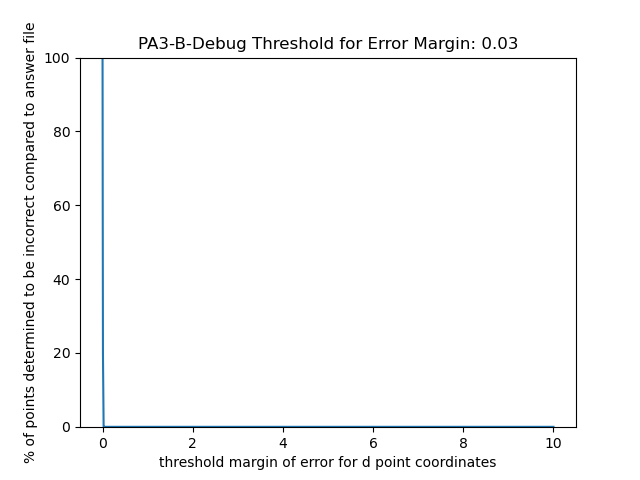 PA3-B-Debug Threshold for Error Margin: 0.03
% of points determined to be incorrect compared to answer file
100
80
60
40
20
0
0 2 4 6 8 10
threshold margin of error for d point coordinates